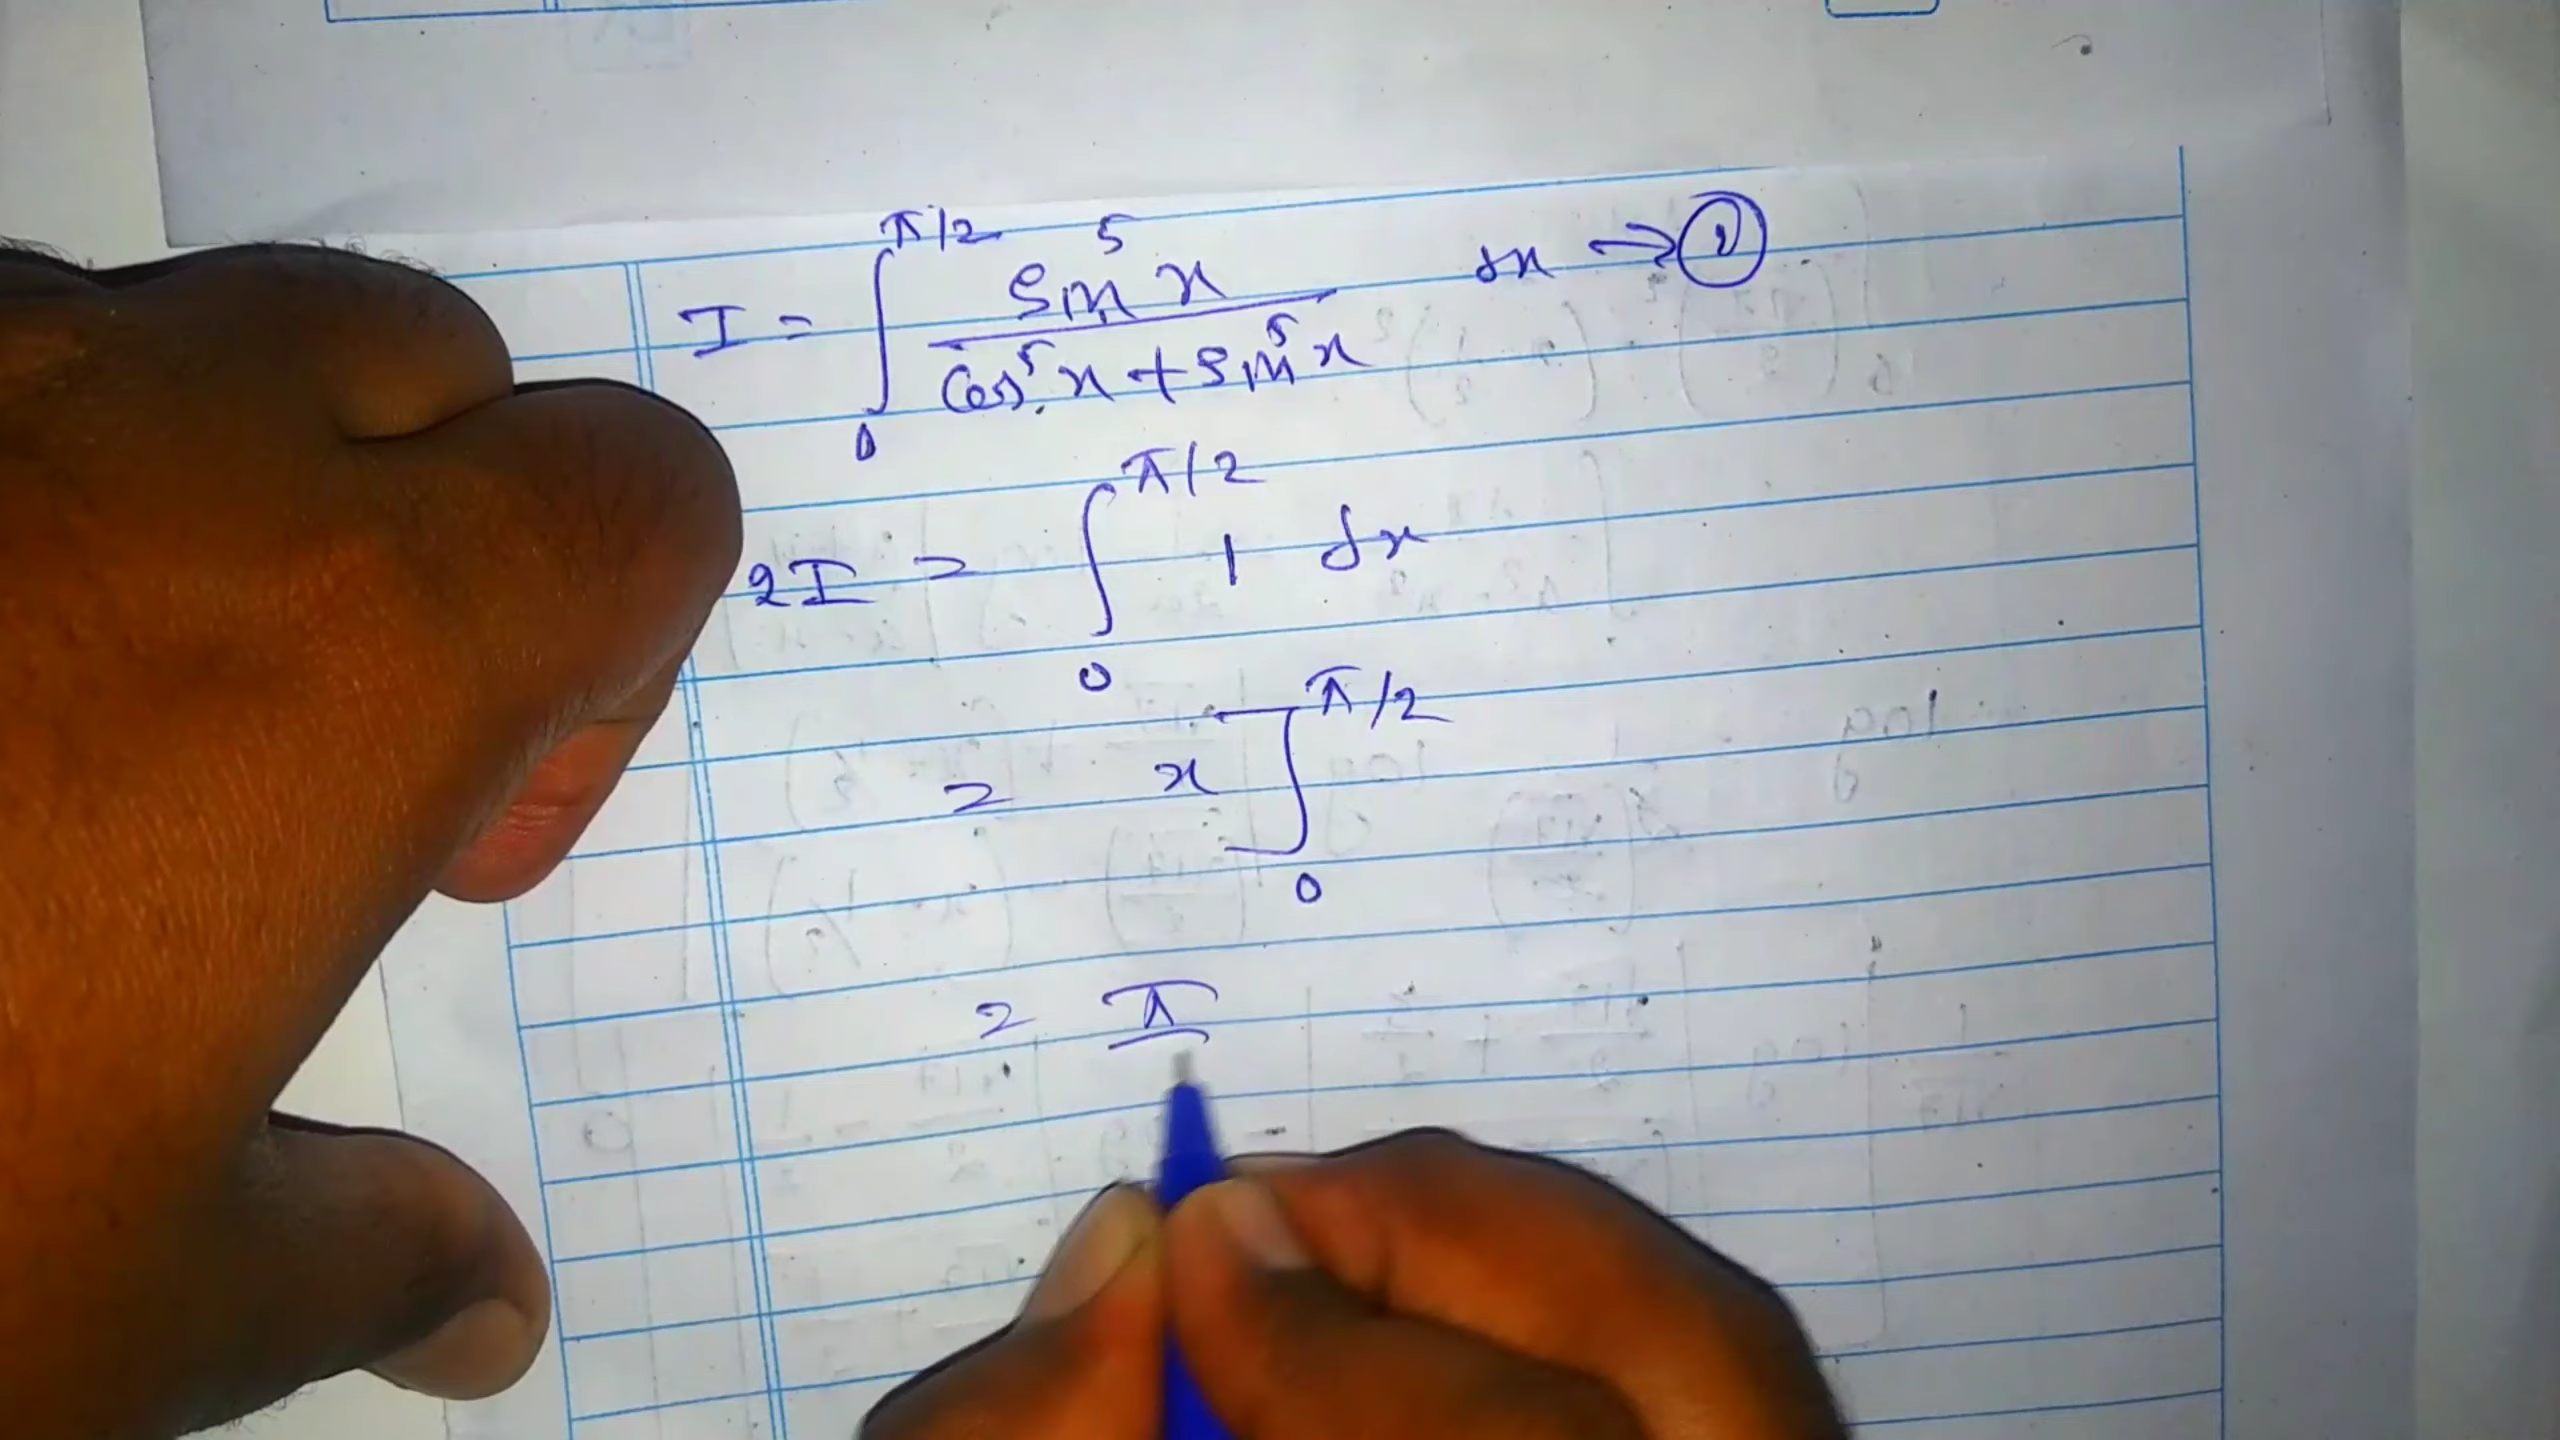 I = ∫₀^π/2 sin⁵x / (cos⁵x + sin⁵x) dx → ①
2I = ∫₀^π/2 1 dx
= x ]₀^π/2
= π